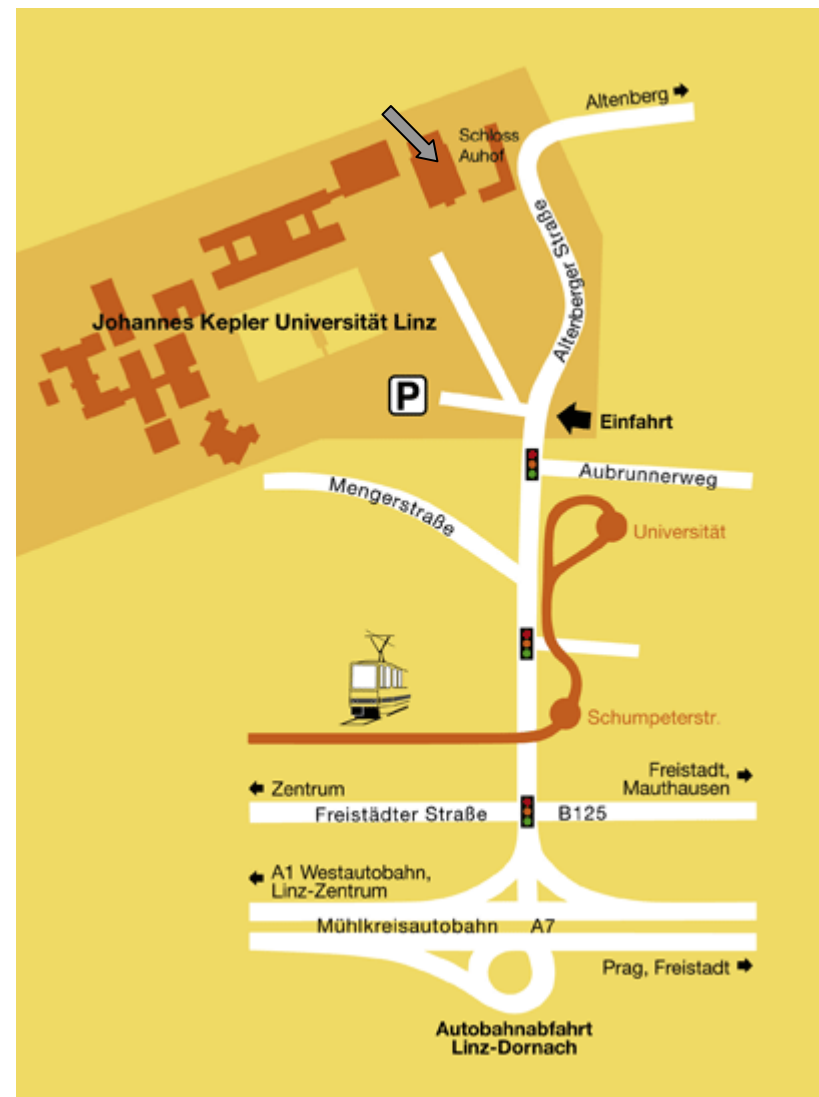 Altenberg
Schloss
Auhof
Altenberger Straße
Johannes Kepler Universität Linz
P
Einfahrt
Aubrunnerweg
Mengerstraße
Universität
Schumpeterstr.
Freistadt,
Mauthausen
Zentrum
Freistädter Straße B125
A1 Westautobahn,
Linz-Zentrum
Mühlkreisautobahn A7
Prag, Freistadt
Autobahnabfahrt
Linz-Dornach